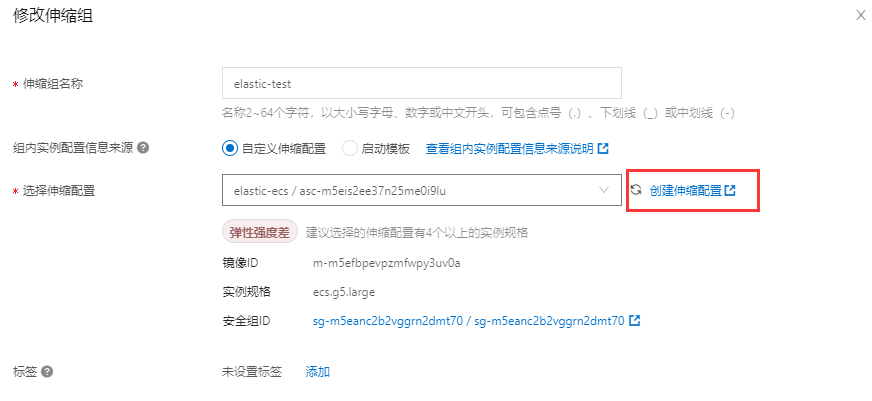 修改伸缩组
* 伸缩组名称 elastic-test
名称2~64个字符，以大小写字母、数字或中文开头，可包含点号（.）、下划线（_）或中划线（-）
组内实例配置信息来源 自定义伸缩配置 启动模板 查看组内实例配置信息来源说明
* 选择伸缩配置 elastic-ecs / asc-m5eis2ee37n25me0i9lu 创建伸缩配置
弹性强度差 建议选择的伸缩配置有4个以上的实例规格
镜像ID m-m5efbpevpzmfwpy3uv0a
实例规格 ecs.g5.large
安全组ID sg-m5eanc2b2vggrn2dmt70 / sg-m5eanc2b2vggrn2dmt70
标签 未设置标签 添加